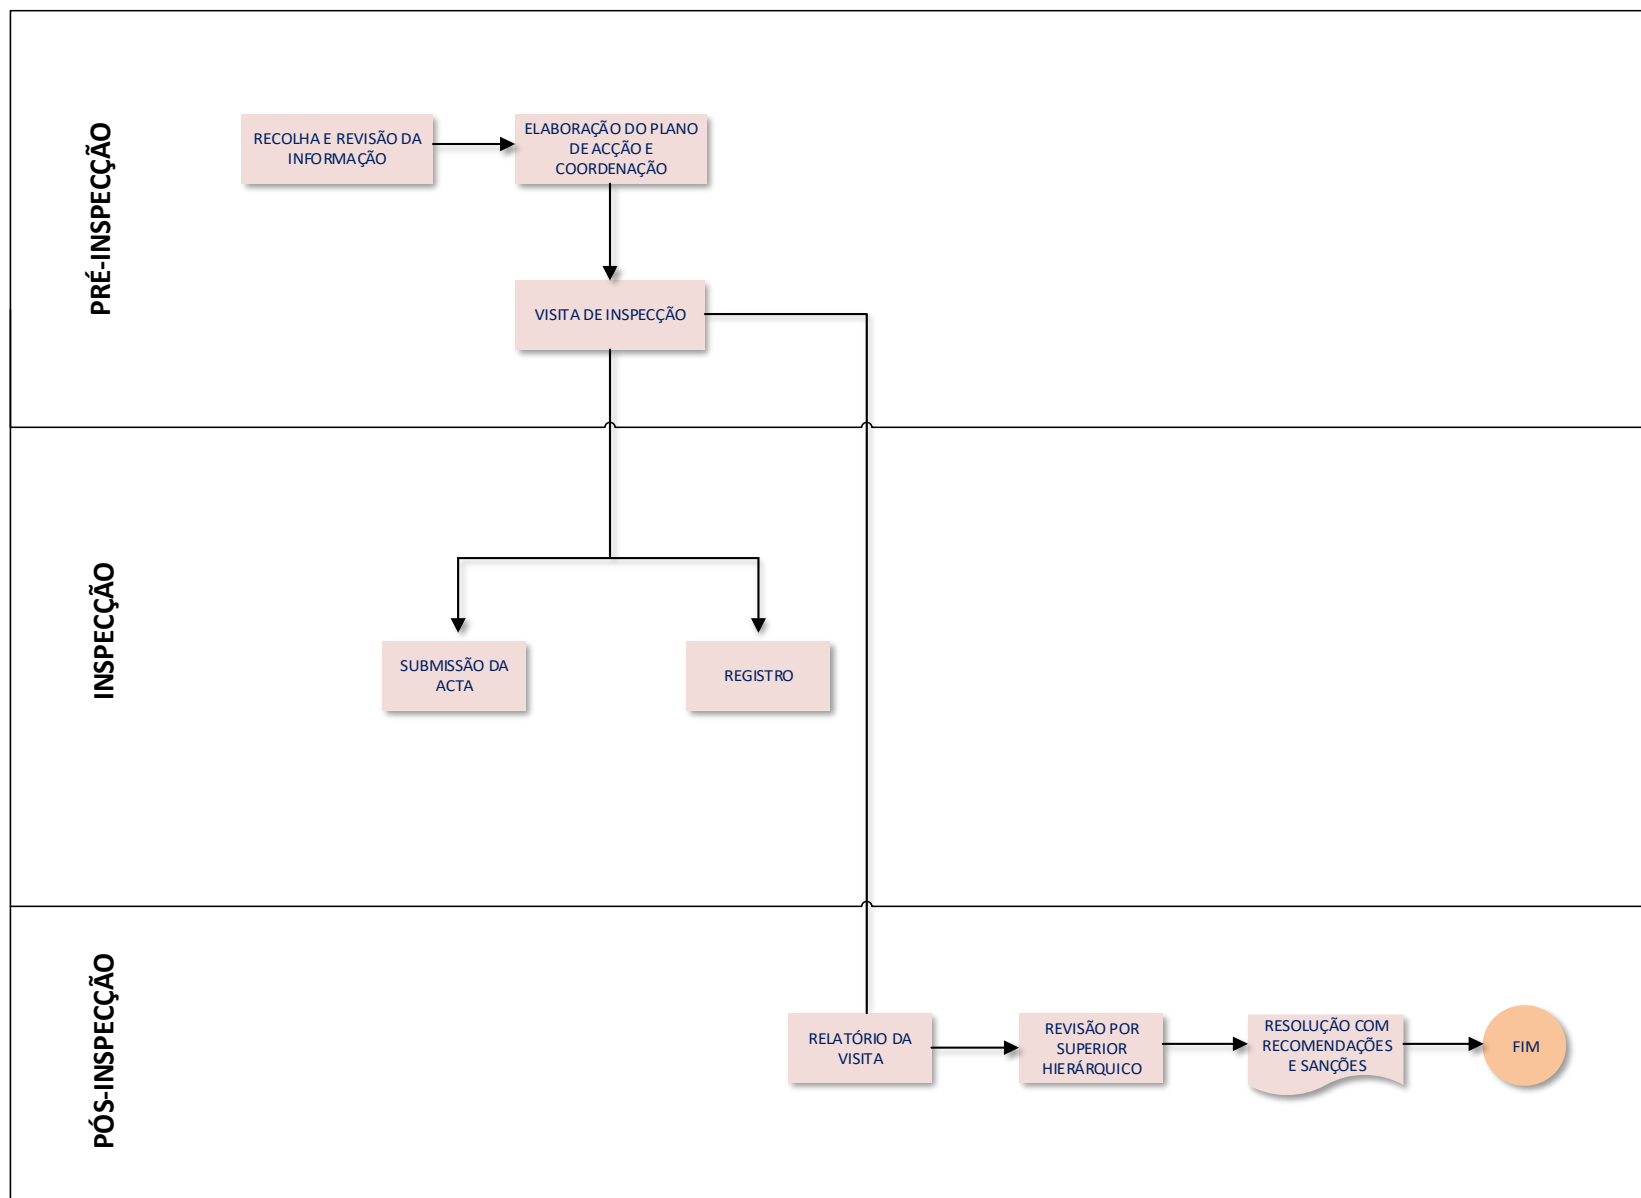 PRÉ-INSPECÇÃO
RECOLHA E REVISÃO DA
INFORMAÇÃO
ELABORAÇÃO DO PLANO
DE ACÇÃO E
COORDENAÇÃO
VISITA DE INSPECÇÃO
INSPECÇÃO
SUBMISSÃO DA
ACTA
REGISTRO
PÓS-INSPECÇÃO
RELATÓRIO DA
VISITA
REVISÃO POR
SUPERIOR
HIERÁRQUICO
RESOLUÇÃO COM
RECOMENDAÇÕES
E SANÇÕES
FIM